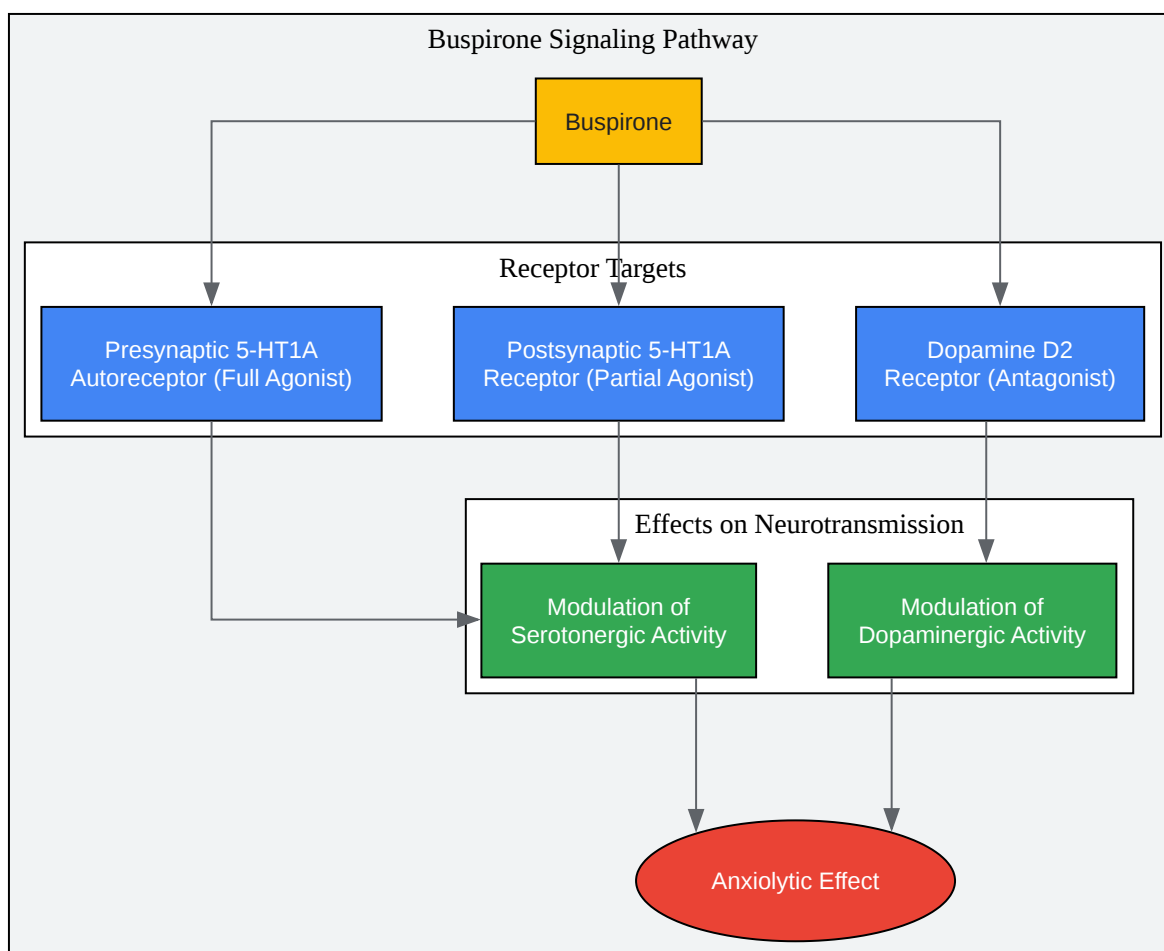 Buspirone Signaling Pathway
Buspirone
Receptor Targets
Presynaptic 5-HT1A
Autoreceptor (Full Agonist)
Postsynaptic 5-HT1A
Receptor (Partial Agonist)
Dopamine D2
Receptor (Antagonist)
Effects on Neurotransmission
Modulation of
Serotonergic Activity
Modulation of
Dopaminergic Activity
Anxiolytic Effect